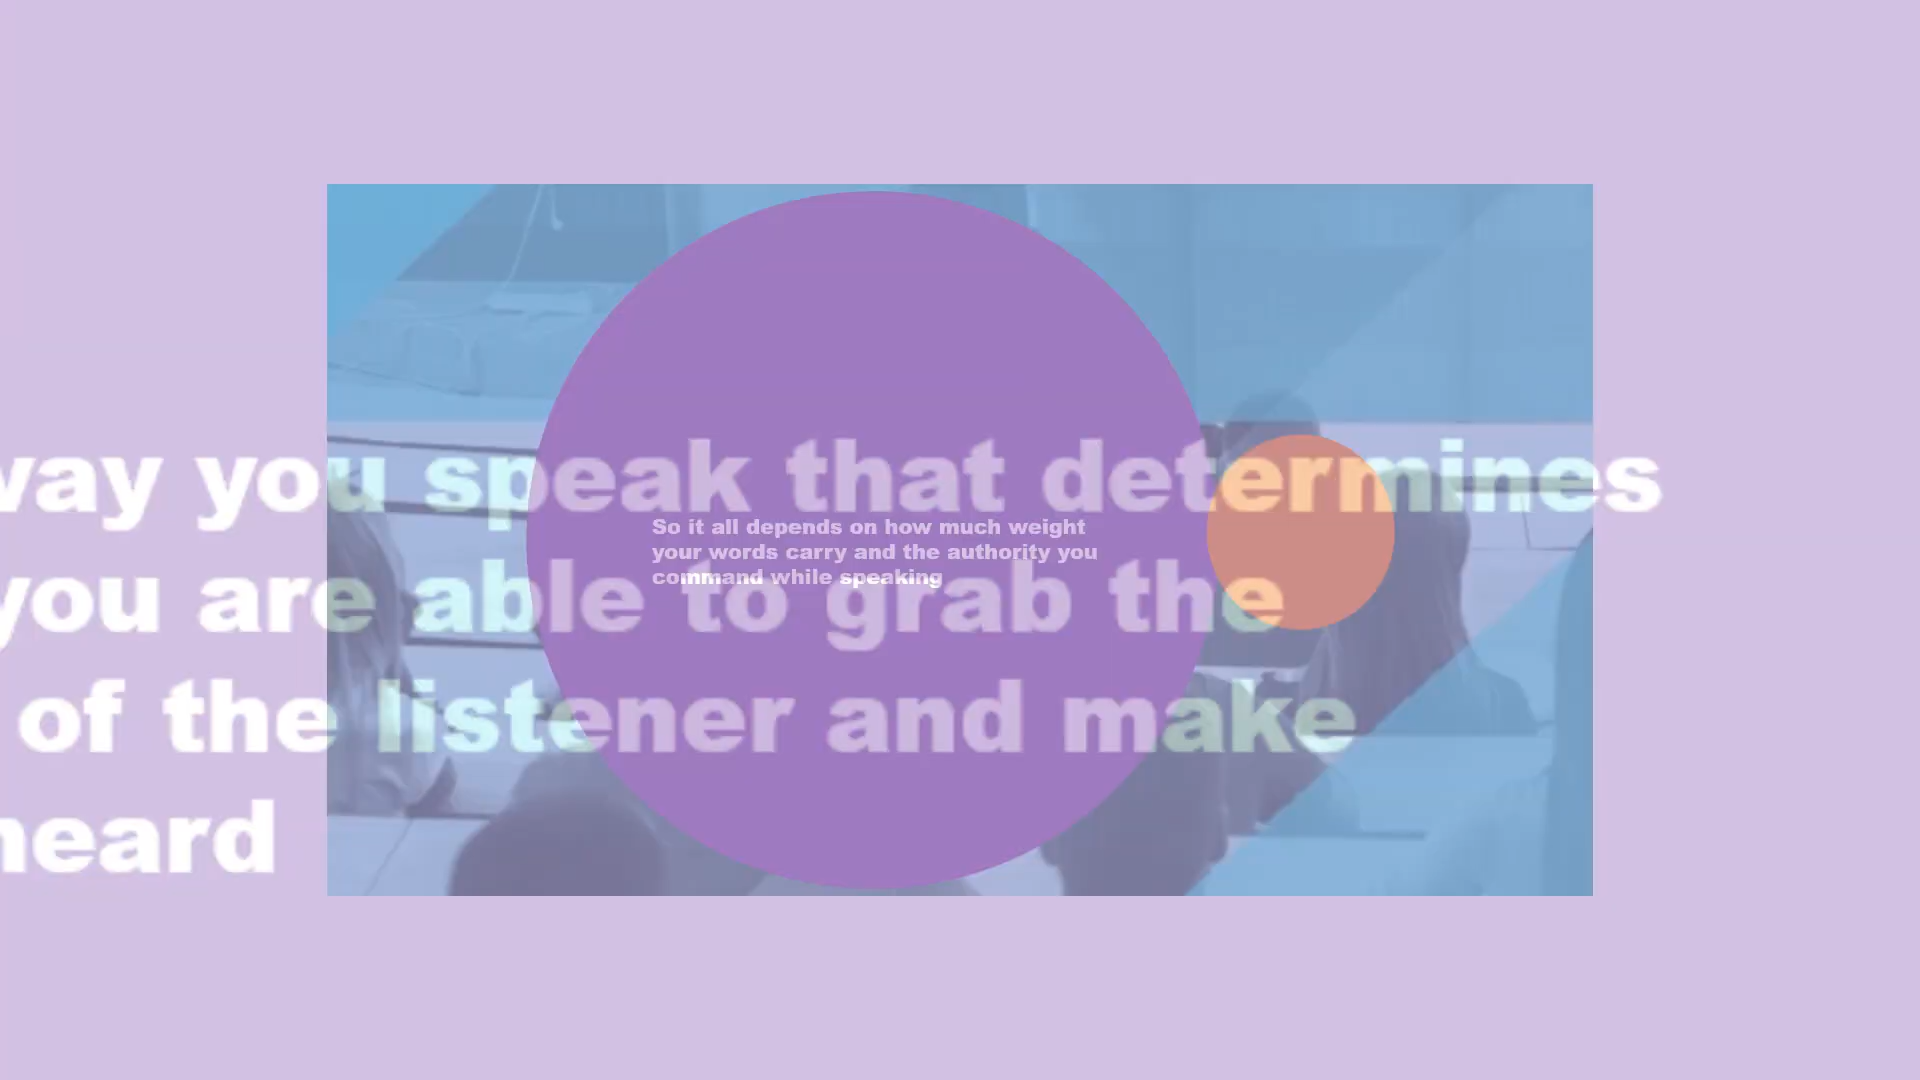 you speak that determines
you are able to grab the
of the listener and make
heard
So it all depends on how much weight
your words carry and the authority you
command while speaking